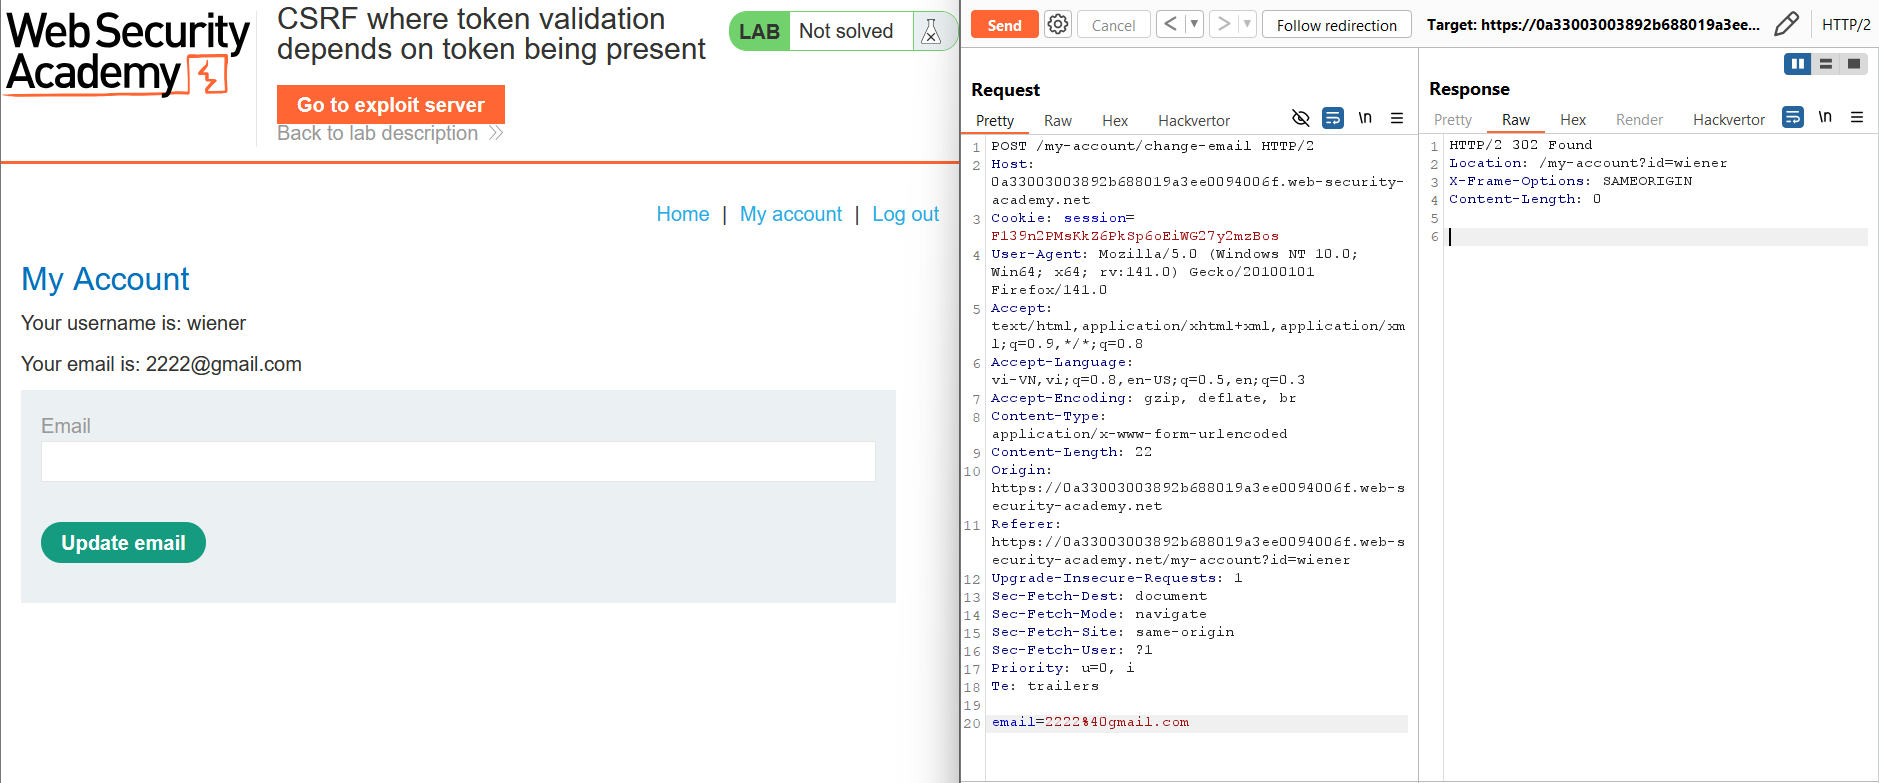 Web Security
Academy
CSRF where token validation
depends on token being present
LAB Not solved
Go to exploit server
Back to lab description
Home | My account | Log out
My Account
Your username is: wiener
Your email is: 2222@gmail.com
Email
Update email
Send Cancel < > Follow redirection Target: https://0a33003003892b688019a3ee... HTTP/2
Request
Pretty Raw Hex Hackvertor \n
1 POST /my-account/change-email HTTP/2
2 Host:
0a33003003892b688019a3ee0094006f.web-security-
academy.net
3 Cookie: session=
F139n2PMsKkZ6PkSp6oEiWG27y2mzBos
4 User-Agent: Mozilla/5.0 (Windows NT 10.0;
Win64; x64; rv:141.0) Gecko/20100101
Firefox/141.0
5 Accept:
text/html,application/xhtml+xml,application/xm
l;q=0.9,*/*;q=0.8
6 Accept-Language:
vi-VN,vi;q=0.8,en-US;q=0.5,en;q=0.3
7 Accept-Encoding: gzip, deflate, br
8 Content-Type:
application/x-www-form-urlencoded
9 Content-Length: 22
10 Origin:
https://0a33003003892b688019a3ee0094006f.web-s
ecurity-academy.net
11 Referer:
https://0a33003003892b688019a3ee0094006f.web-s
ecurity-academy.net/my-account?id=wiener
12 Upgrade-Insecure-Requests: 1
13 Sec-Fetch-Dest: document
14 Sec-Fetch-Mode: navigate
15 Sec-Fetch-Site: same-origin
16 Sec-Fetch-User: ?1
17 Priority: u=0, i
18 Te: trailers
19
20 email=2222%40gmail.com
Response
Pretty Raw Hex Render Hackvertor \n
1 HTTP/2 302 Found
2 Location: /my-account?id=wiener
3 X-Frame-Options: SAMEORIGIN
4 Content-Length: 0
5
6